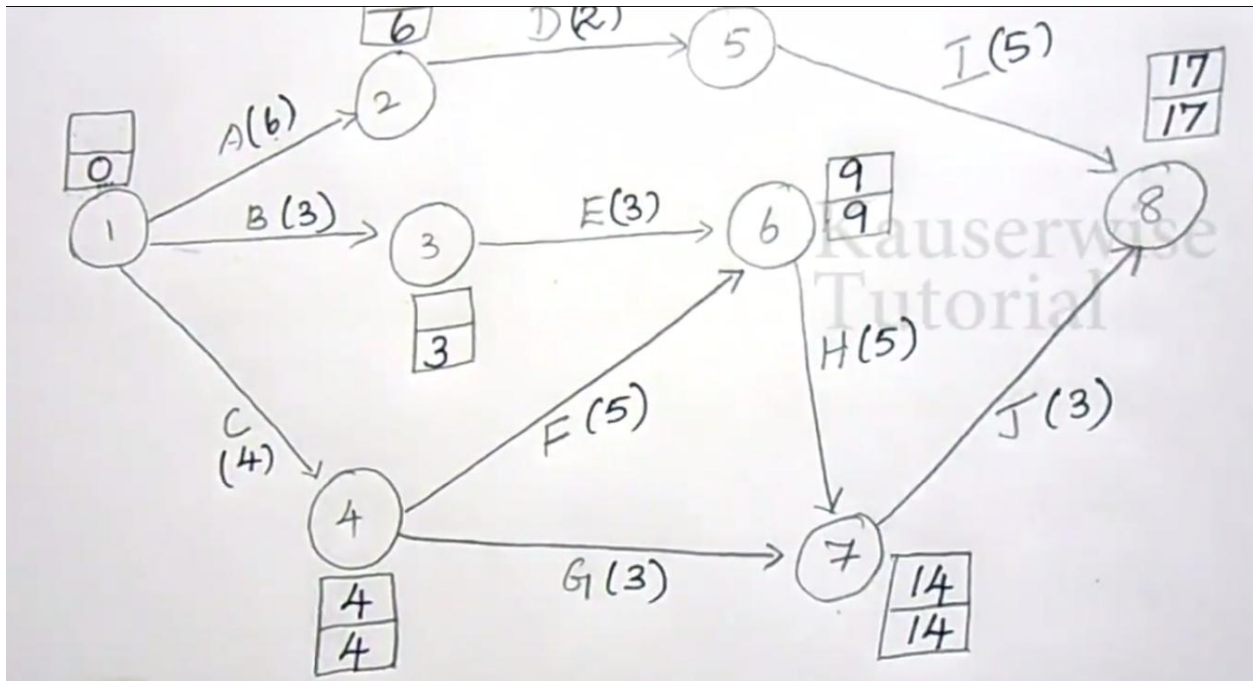 6
D(2)
5
I(5)
17
17
2
A(6)
0
1
B(3)
3
3
E(3)
6
9
9
8
Kauserwise
Tutorial
H(5)
C
(4)
F(5)
J(3)
4
4
4
G(3)
7
14
14